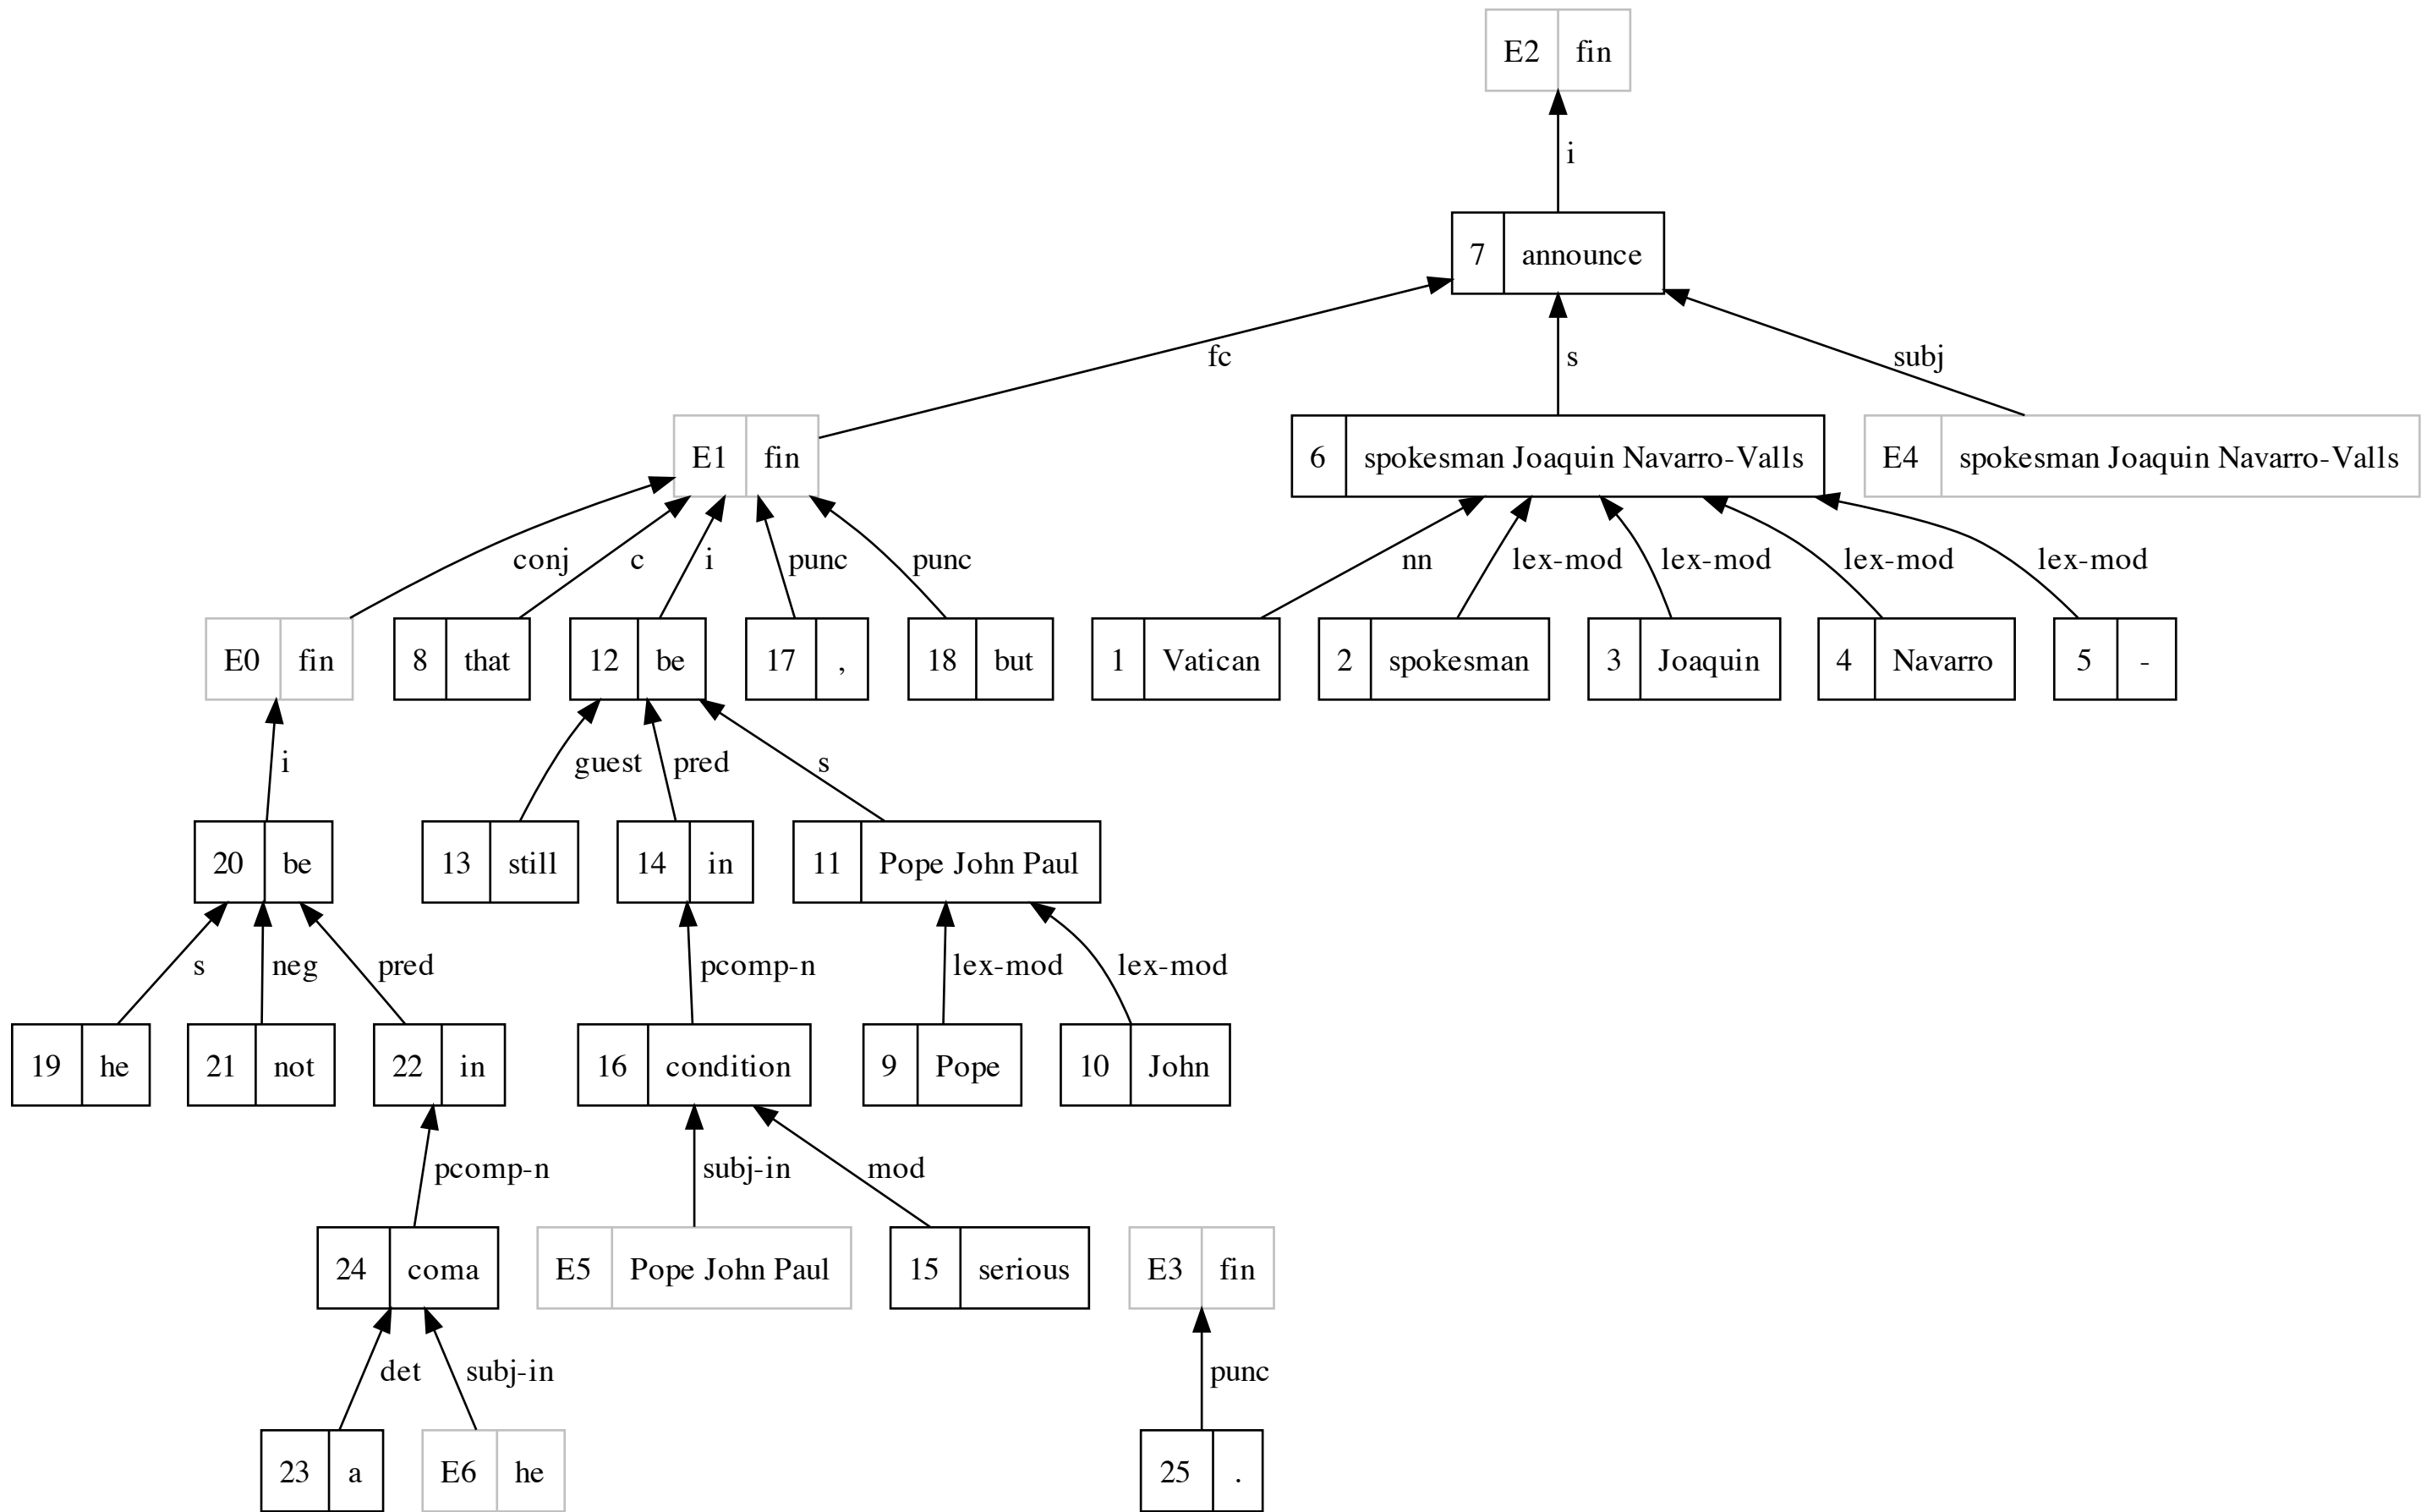 E2 fin
i
7 announce
fc s subj
E1 fin 6 spokesman Joaquin Navarro-Valls E4 spokesman Joaquin Navarro-Valls
conj c i punc punc nn lex-mod lex-mod lex-mod lex-mod
E0 fin 8 that 12 be 17 , 18 but 1 Vatican 2 spokesman 3 Joaquin 4 Navarro 5 -
i guest pred s
20 be 13 still 14 in 11 Pope John Paul
s neg pred pcomp-n lex-mod lex-mod
19 he 21 not 22 in 16 condition 9 Pope 10 John
pcomp-n subj-in mod
24 coma E5 Pope John Paul 15 serious E3 fin
det subj-in punc
23 a E6 he 25 .